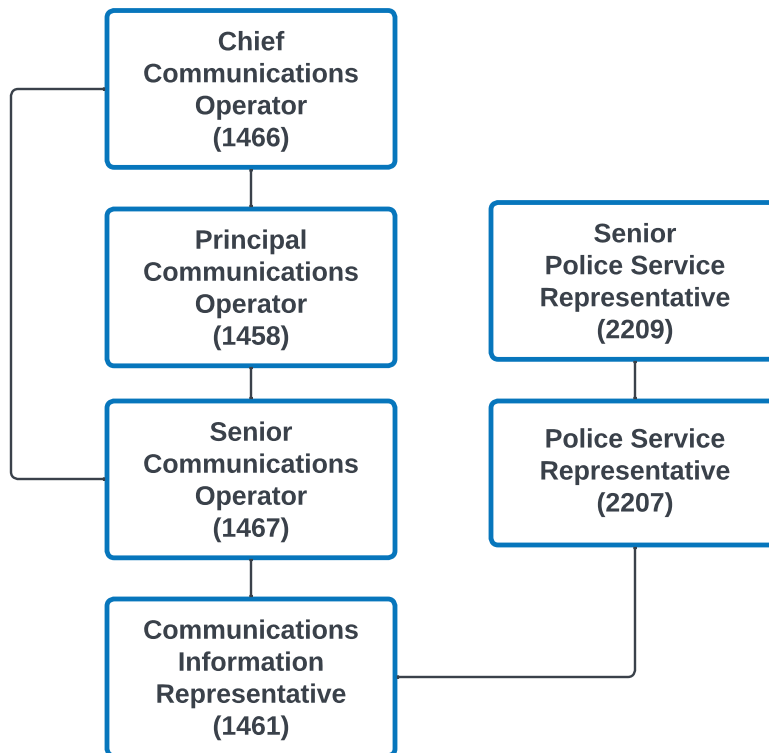 Chief
Communications
Operator
(1466)
Principal
Communications
Operator
(1458)
Senior
Police Service
Representative
(2209)
Senior
Communications
Operator
(1467)
Police Service
Representative
(2207)
Communications
Information
Representative
(1461)